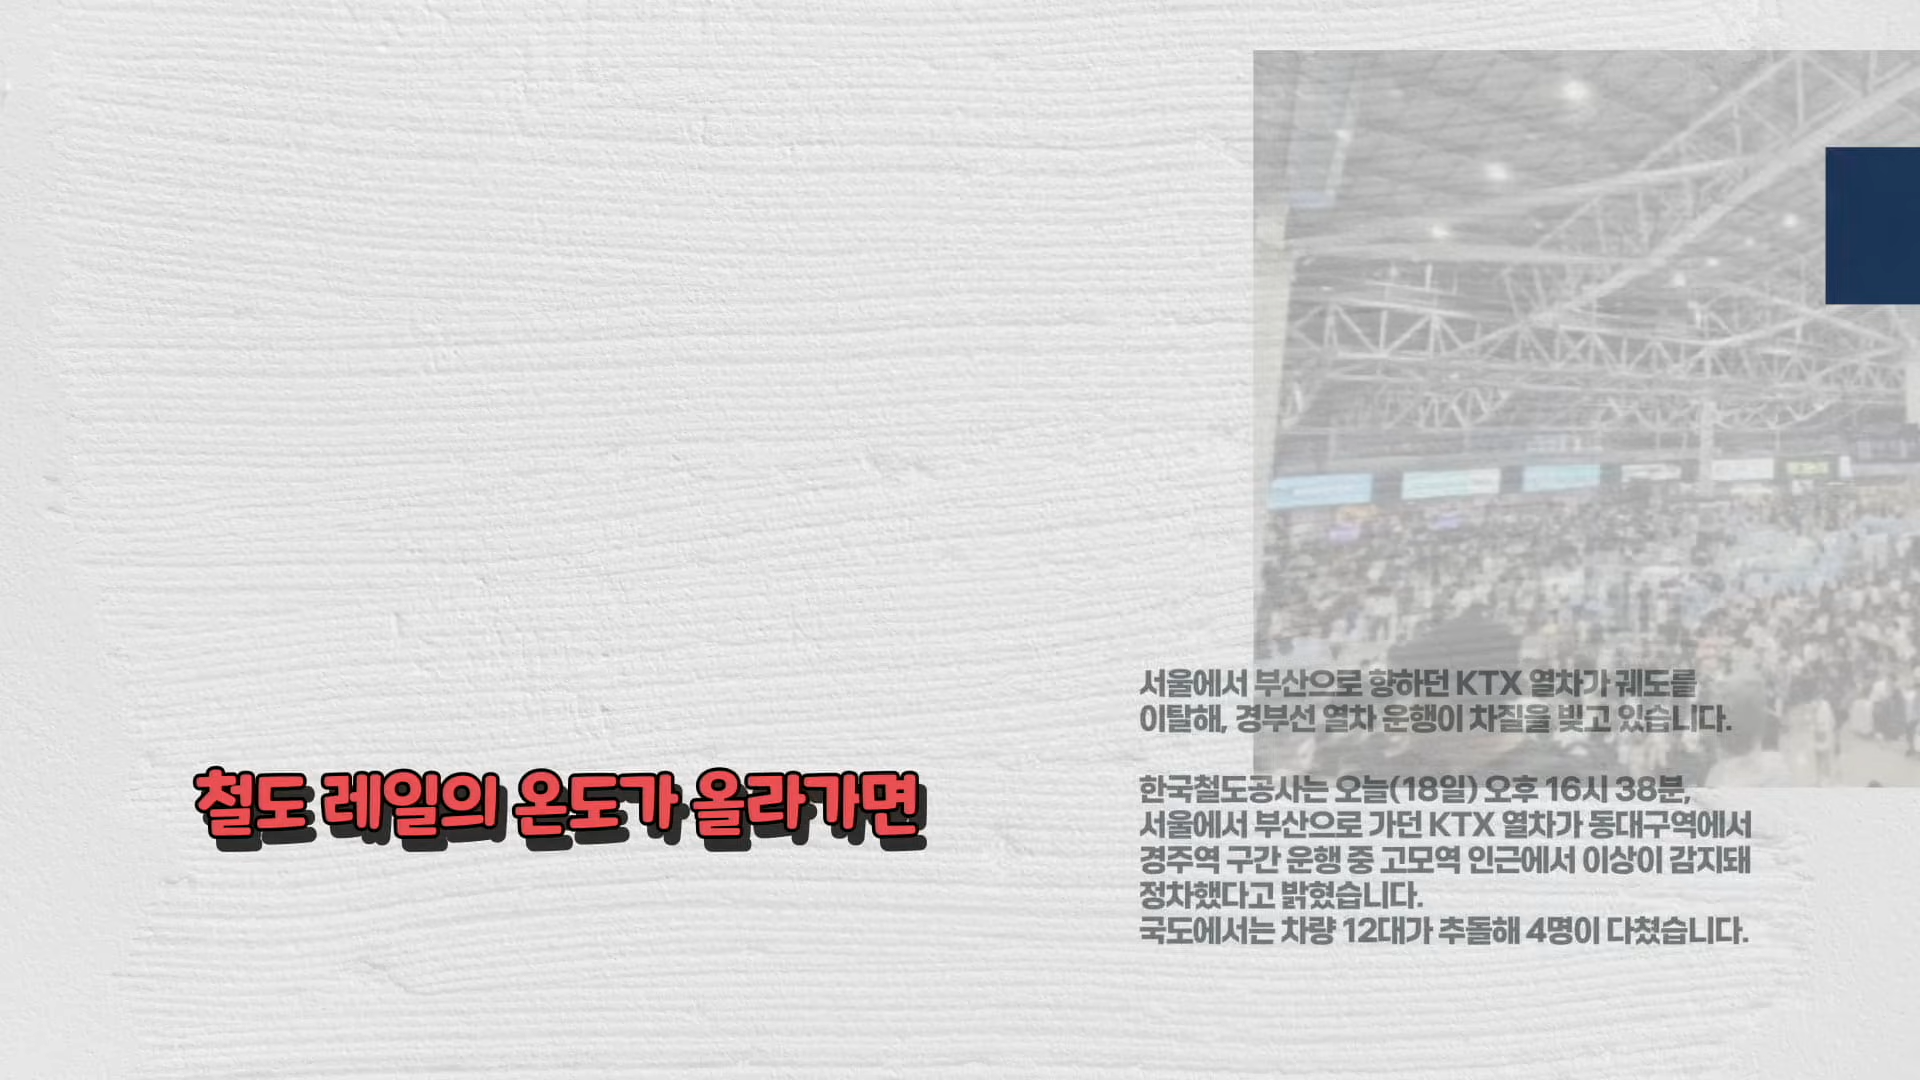 철도 레일의 온도가 올라가면
서울에서 부산으로 향하던 KTX 열차가 궤도를
이탈해, 경부선 열차 운행이 차질을 빚고 있습니다.
한국철도공사는 오늘(18일) 오후 16시 38분,
서울에서 부산으로 가던 KTX 열차가 동대구역에서
경주역 구간 운행 중 고모역 인근에서 이상이 감지돼
정차했다고 밝혔습니다.
국도에서는 차량 12대가 추돌해 4명이 다쳤습니다.